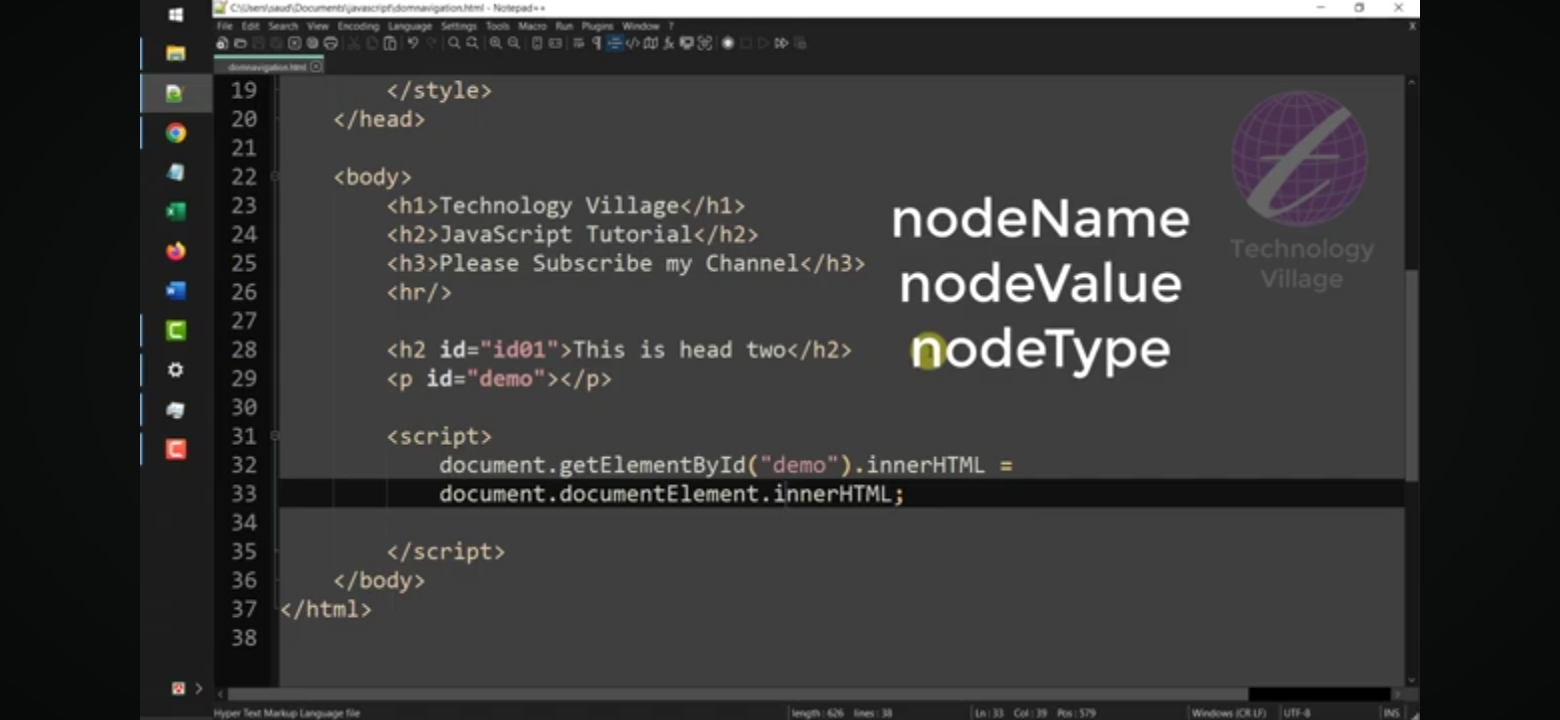 C:\Users\saud\Documents\javascript\domnavigation.html - Notepad++
File Edit Search View Encoding Language Settings Tools Macro Run Plugins Window ?
domnavigation.html
19 </style>
20 </head>
21
22 <body>
23 <h1>Technology Village</h1>
24 <h2>JavaScript Tutorial</h2>
25 <h3>Please Subscribe my Channel</h3>
26 <hr/>
27
28 <h2 id="id01">This is head two</h2>
29 <p id="demo"></p>
30
31 <script>
32 document.getElementById("demo").innerHTML =
33 document.documentElement.innerHTML;
34
35 </script>
36 </body>
37 </html>
38
nodeName
nodeValue
nodeType
Technology
Village
Hyper Text Markup Language file length : 626 lines : 38 Ln : 33 Col : 39 Pos : 579 Windows (CR LF) UTF-8 INS